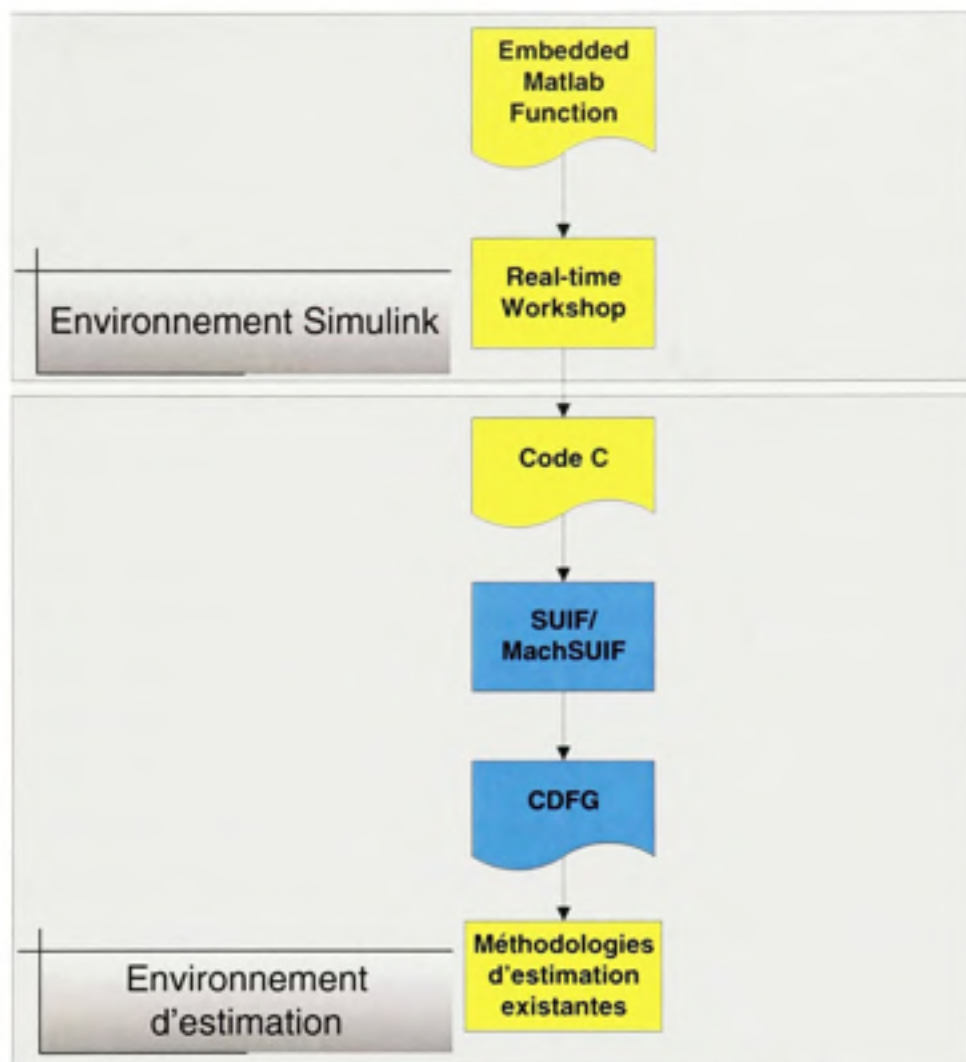 Embedded
Matlab
Function
Real-time
Workshop
Environnement Simulink
Code C
SUIF/
MachSUIF
CDFG
Méthodologies
d'estimation
existantes
Environnement
d'estimation